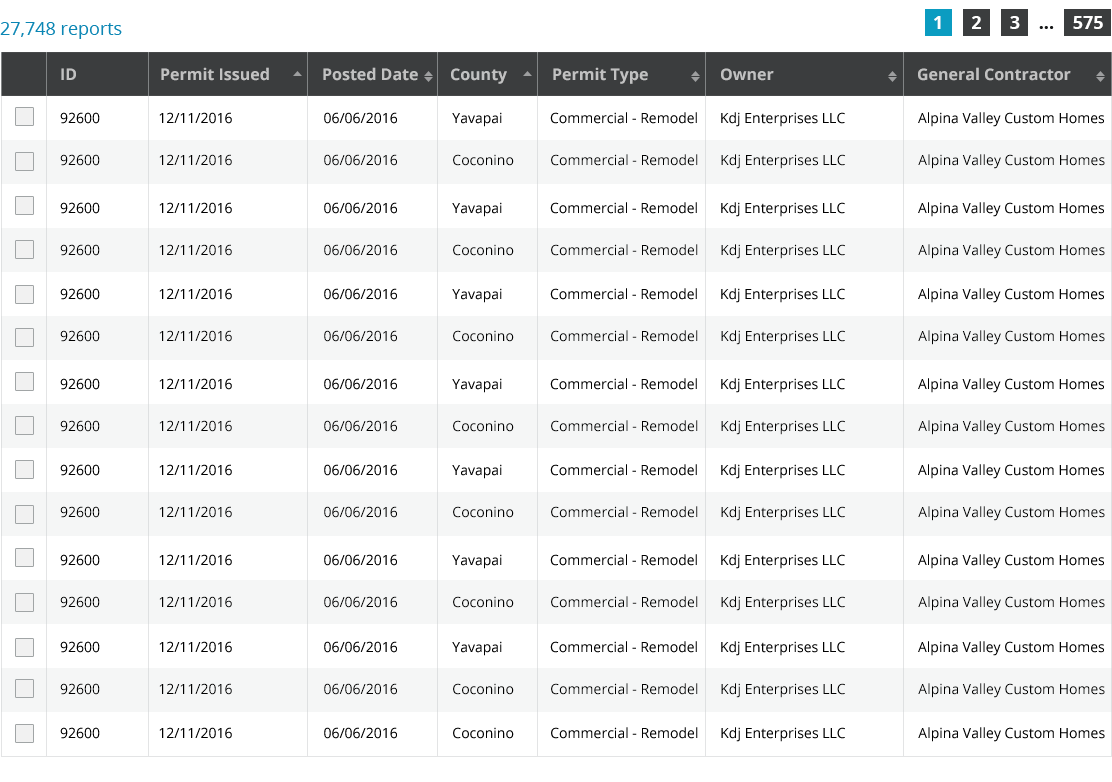 27,748 reports
1 2 3 ... 575
ID Permit Issued Posted Date County Permit Type Owner General Contractor
92600 12/11/2016 06/06/2016 Yavapai Commercial - Remodel Kdj Enterprises LLC Alpina Valley Custom Homes
92600 12/11/2016 06/06/2016 Coconino Commercial - Remodel Kdj Enterprises LLC Alpina Valley Custom Homes
92600 12/11/2016 06/06/2016 Yavapai Commercial - Remodel Kdj Enterprises LLC Alpina Valley Custom Homes
92600 12/11/2016 06/06/2016 Coconino Commercial - Remodel Kdj Enterprises LLC Alpina Valley Custom Homes
92600 12/11/2016 06/06/2016 Yavapai Commercial - Remodel Kdj Enterprises LLC Alpina Valley Custom Homes
92600 12/11/2016 06/06/2016 Coconino Commercial - Remodel Kdj Enterprises LLC Alpina Valley Custom Homes
92600 12/11/2016 06/06/2016 Yavapai Commercial - Remodel Kdj Enterprises LLC Alpina Valley Custom Homes
92600 12/11/2016 06/06/2016 Coconino Commercial - Remodel Kdj Enterprises LLC Alpina Valley Custom Homes
92600 12/11/2016 06/06/2016 Yavapai Commercial - Remodel Kdj Enterprises LLC Alpina Valley Custom Homes
92600 12/11/2016 06/06/2016 Coconino Commercial - Remodel Kdj Enterprises LLC Alpina Valley Custom Homes
92600 12/11/2016 06/06/2016 Yavapai Commercial - Remodel Kdj Enterprises LLC Alpina Valley Custom Homes
92600 12/11/2016 06/06/2016 Coconino Commercial - Remodel Kdj Enterprises LLC Alpina Valley Custom Homes
92600 12/11/2016 06/06/2016 Yavapai Commercial - Remodel Kdj Enterprises LLC Alpina Valley Custom Homes
92600 12/11/2016 06/06/2016 Coconino Commercial - Remodel Kdj Enterprises LLC Alpina Valley Custom Homes
92600 12/11/2016 06/06/2016 Coconino Commercial - Remodel Kdj Enterprises LLC Alpina Valley Custom Homes